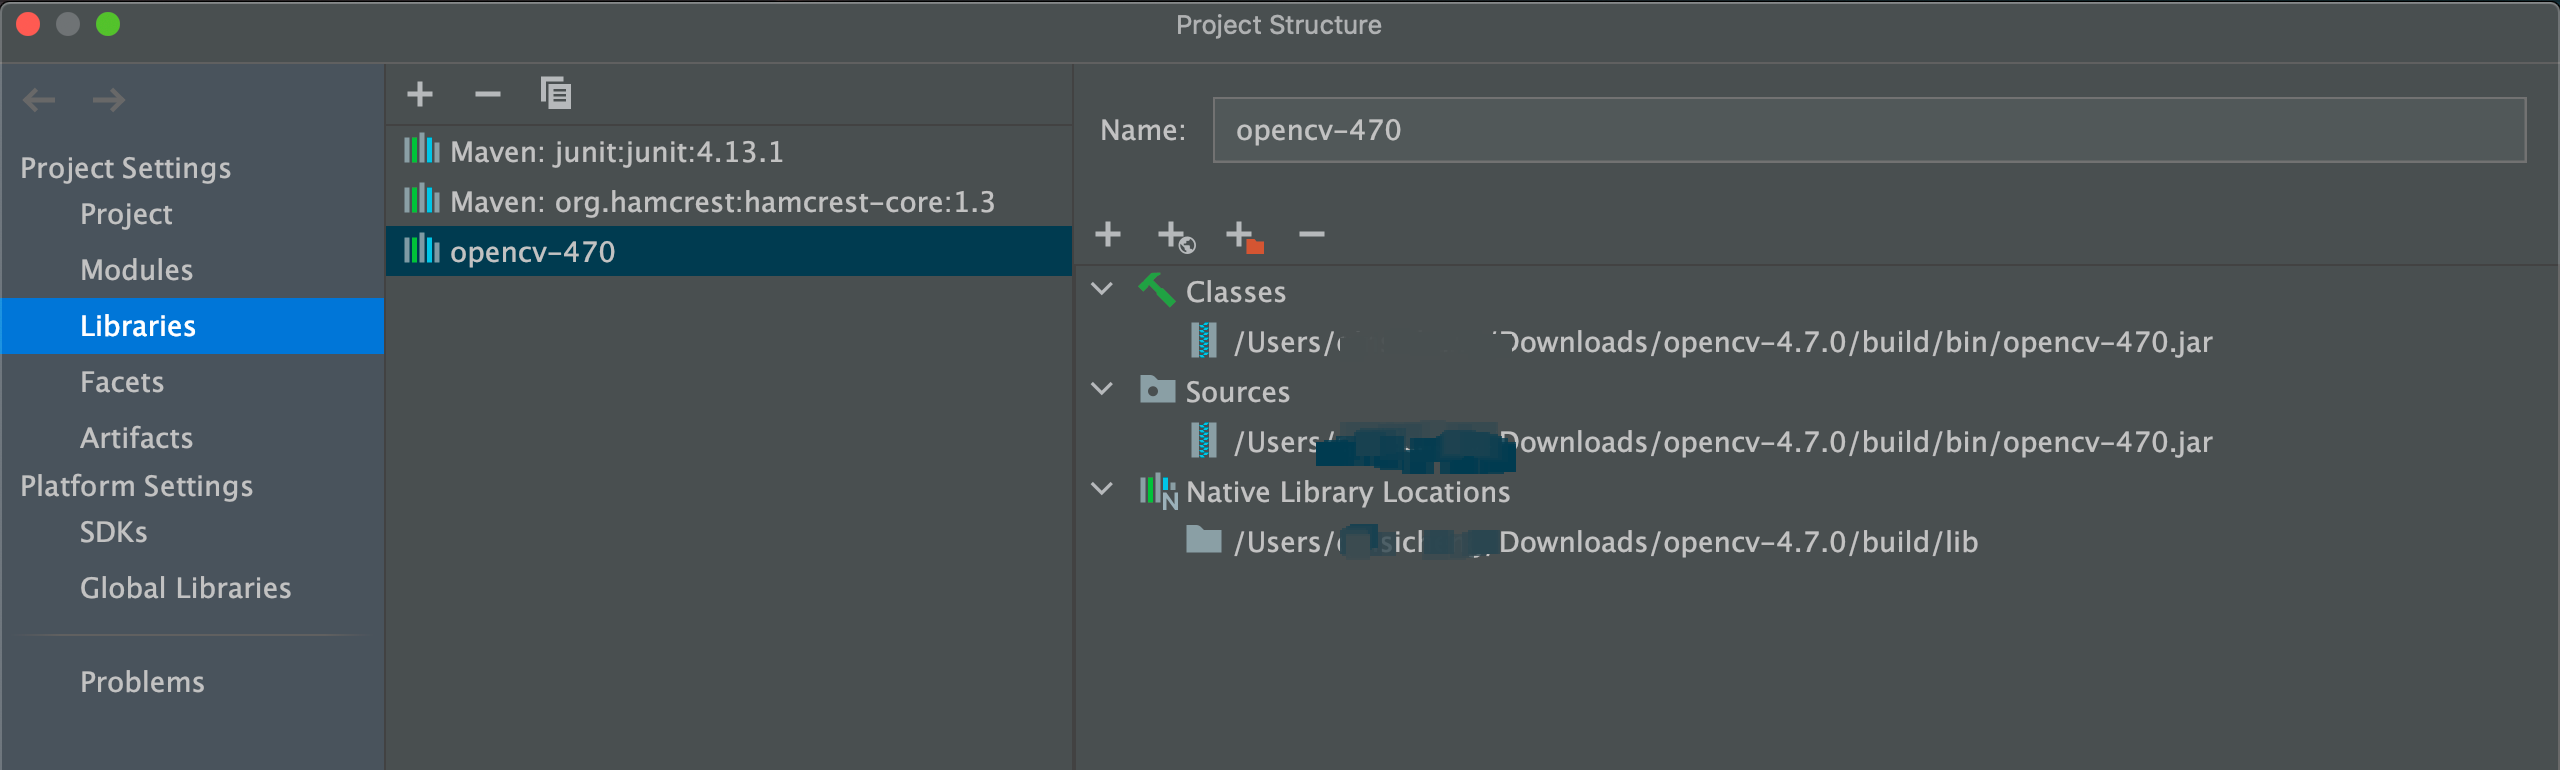 Project Structure
Project Settings
Project
Modules
Libraries
Facets
Artifacts
Platform Settings
SDKs
Global Libraries
Problems
Maven: junit:junit:4.13.1
Maven: org.hamcrest:hamcrest-core:1.3
opencv-470
Name: opencv-470
Classes
/Users/ Downloads/opencv-4.7.0/build/bin/opencv-470.jar
Sources
/Users/ Downloads/opencv-4.7.0/build/bin/opencv-470.jar
Native Library Locations
/Users/ Downloads/opencv-4.7.0/build/lib